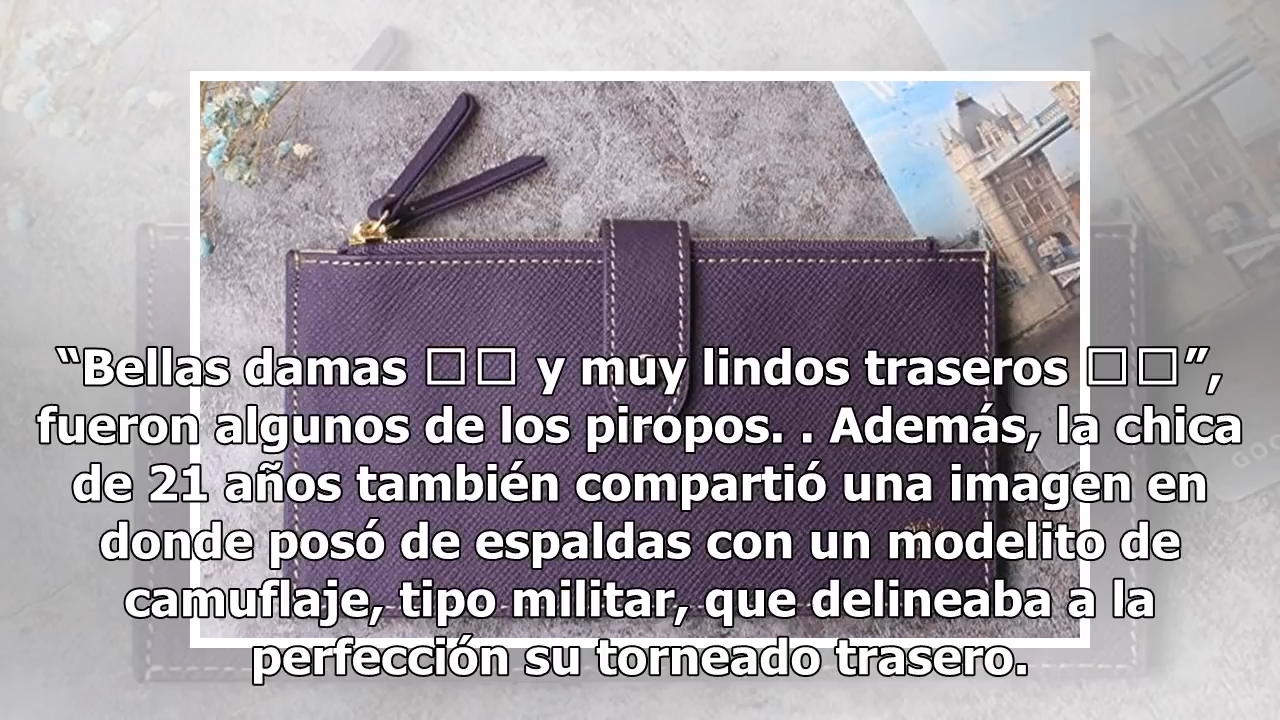 “Bellas damas □□ y muy lindos traseros □□”,
fueron algunos de los piropos. . Además, la chica
de 21 años también compartió una imagen en
donde posó de espaldas con un modelito de
camuflaje, tipo militar, que delineaba a la
perfección su torneado trasero.